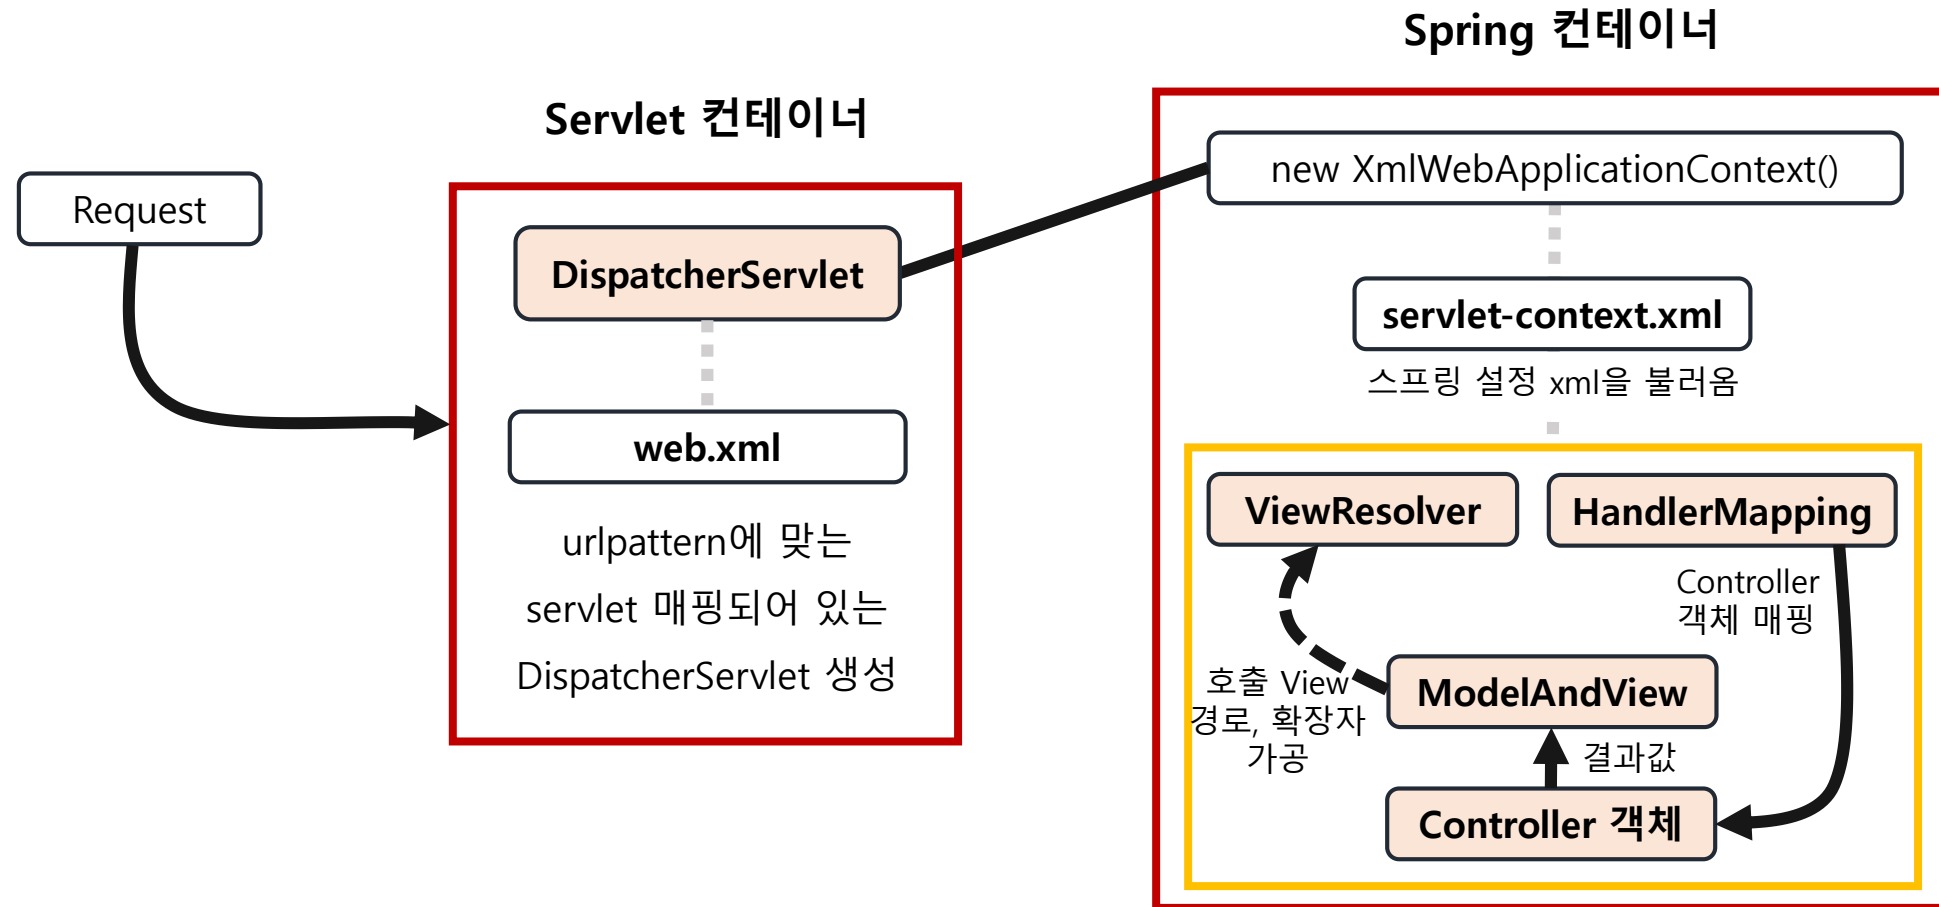 Spring 컨테이너
Servlet 컨테이너
Request
DispatcherServlet
web.xml
urlpattern에 맞는
servlet 매핑되어 있는
DispatcherServlet 생성
new XmlWebApplicationContext()
servlet-context.xml
스프링 설정 xml을 불러옴
ViewResolver
HandlerMapping
Controller
객체 매핑
호출 View
경로, 확장자
가공
ModelAndView
결과값
Controller 객체